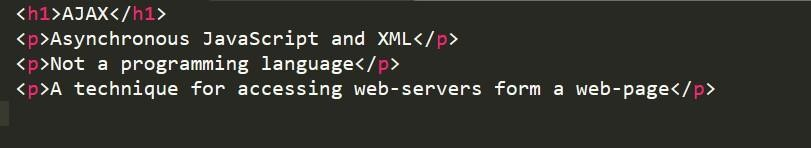 <h1>AJAX</h1>
<p>Asynchronous JavaScript and XML</p>
<p>Not a programming language</p>
<p>A technique for accessing web-servers form a web-page</p>